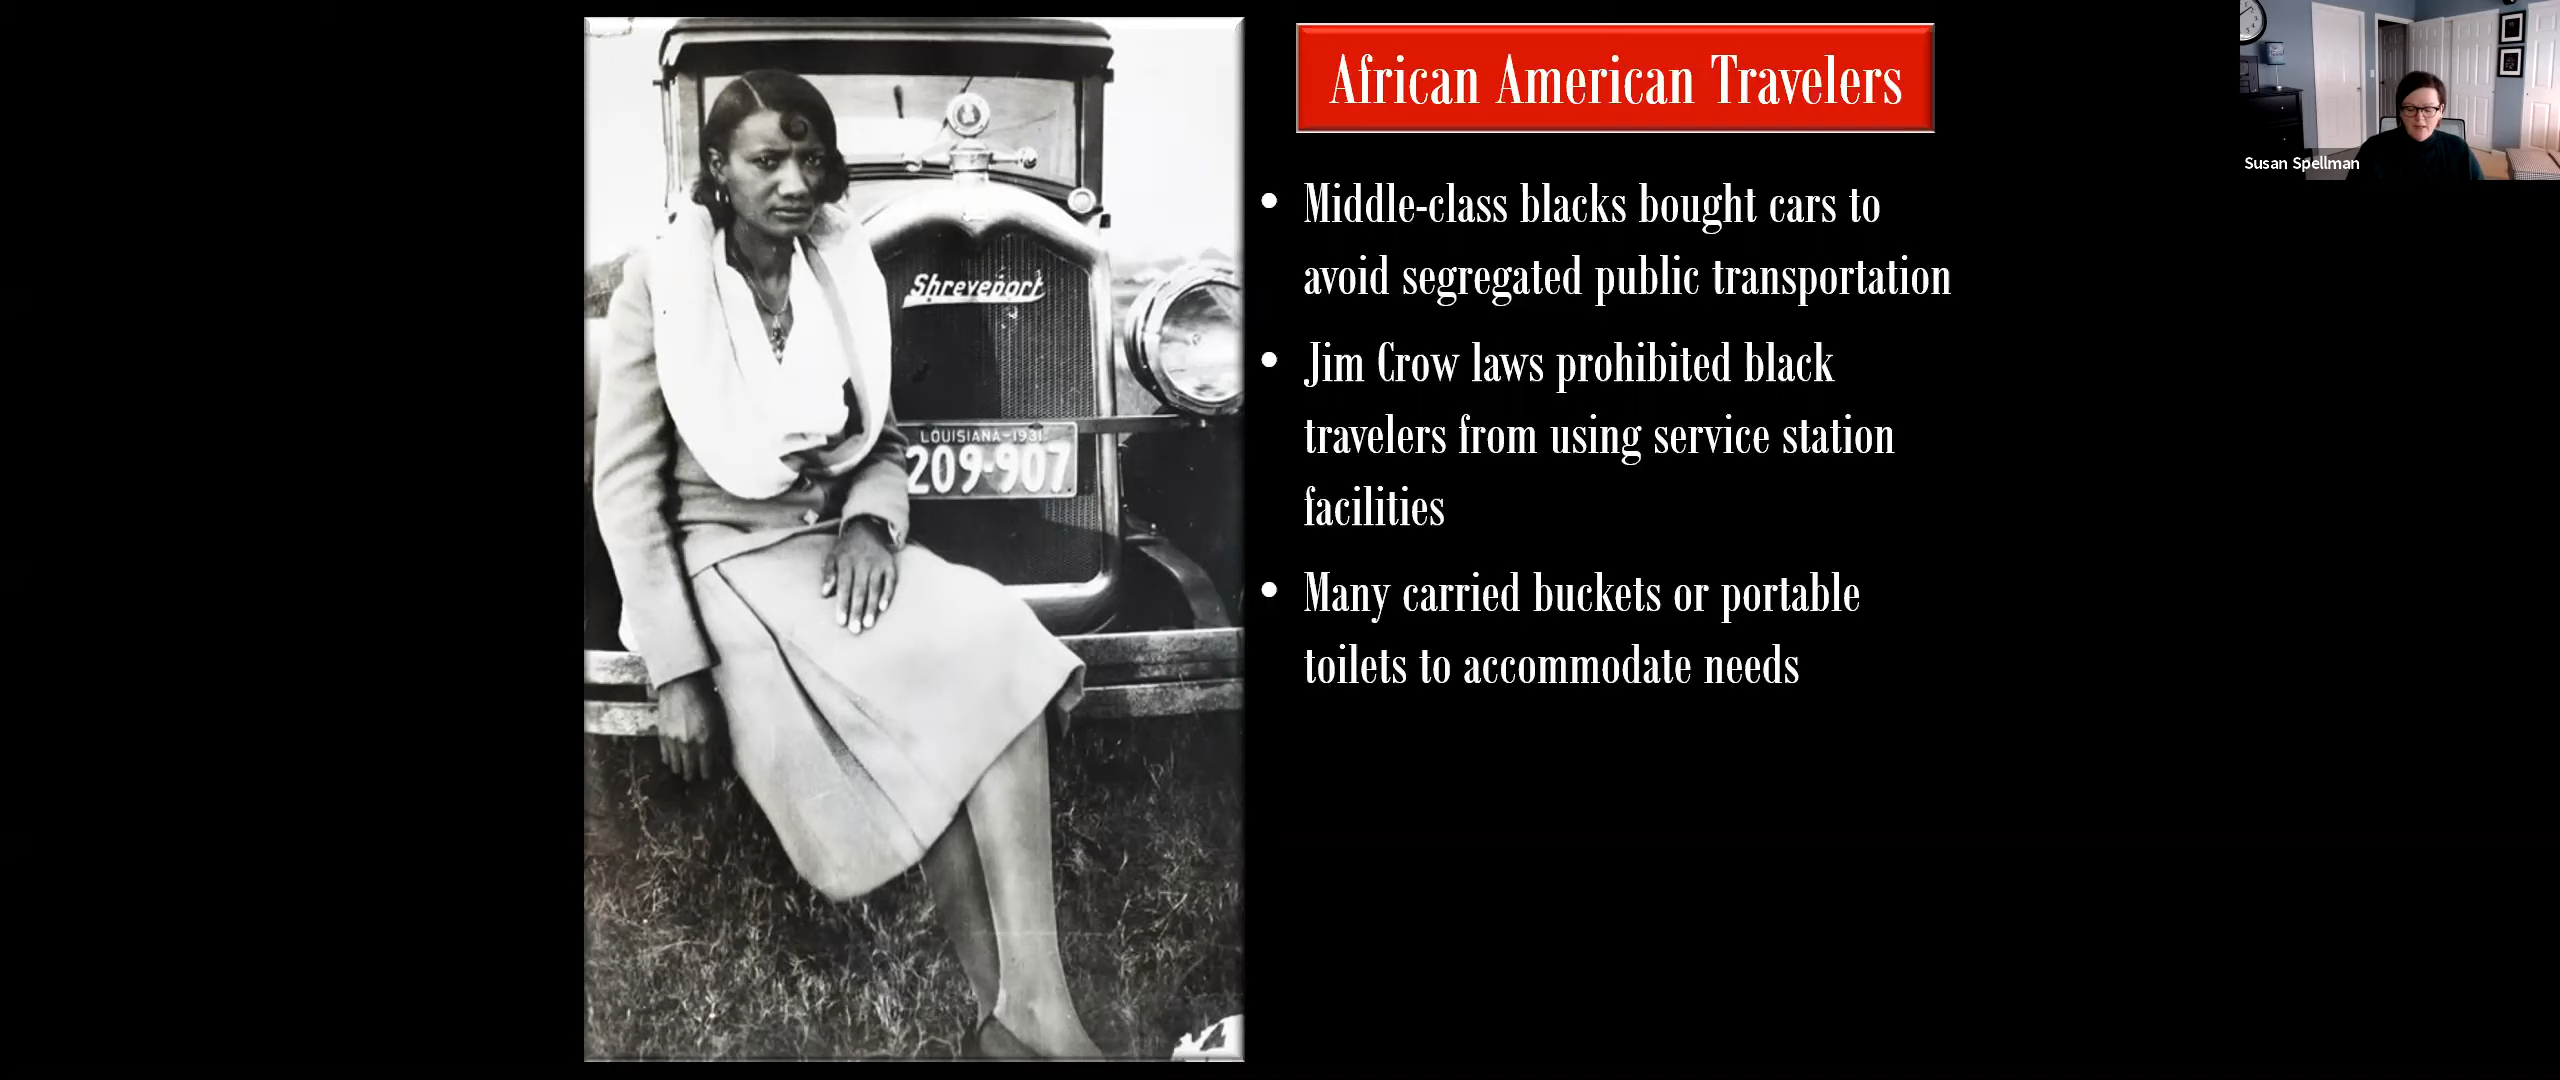 African American Travelers
• Middle-class blacks bought cars to
avoid segregated public transportation
• Jim Crow laws prohibited black
travelers from using service station
facilities
• Many carried buckets or portable
toilets to accommodate needs
Shreveport
LOUISIANA-1931
209-907
Susan Spellman